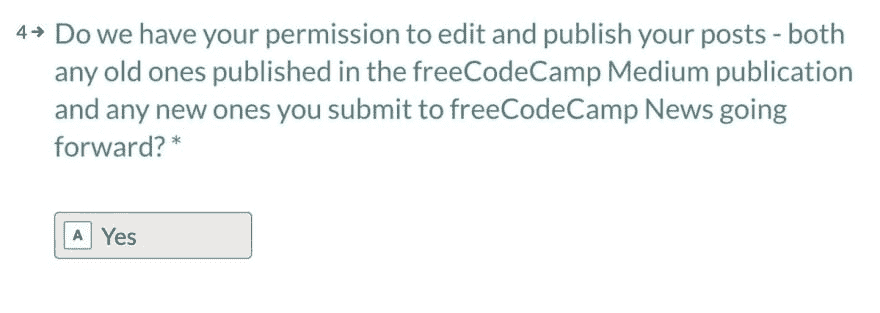 4→ Do we have your permission to edit and publish your posts - both
any old ones published in the freeCodeCamp Medium publication
and any new ones you submit to freeCodeCamp News going
forward? *
A Yes